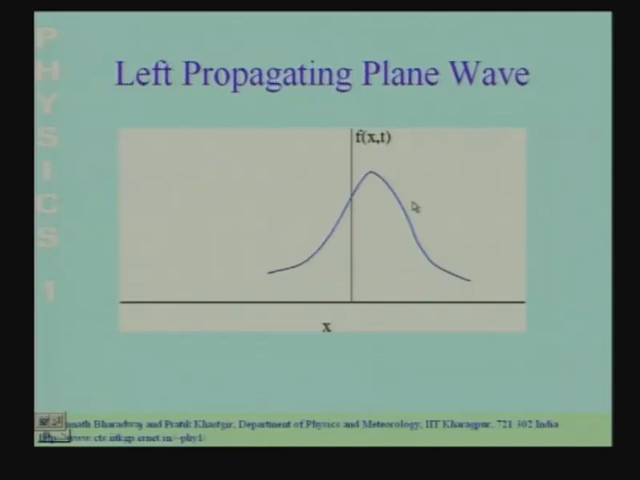 Left Propagating Plane Wave
f(x,t)
x
PHYSICS 1
Bharadwaj and Pratik Khastgir, Department of Physics and Meteorology, IIT Kharagpur, 721 302 India